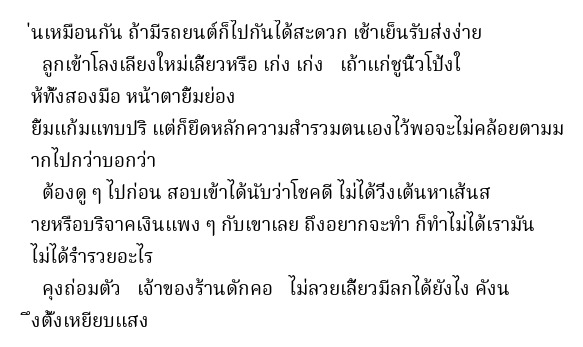 ่นเหมือนกัน ถ้ามีรถยนต์ก็ไปกันได้สะดวก เช้าเย็นรับส่งง่าย
ลูกเข้าโลงเลียงใหม่เลี้ยวหรือ เก่ง เก่ง เถ้าแก่ชูนิ้วโป้งใ
ห้ทั้งสองมือ หน้าตายิ้มย่อง
ยิ้มแก้มแทบปริ แต่ก็ยึดหลักความสำรวมตนเองไว้พอจะไม่คล้อยตามม
ากไปกว่าบอกว่า
ต้องดู ๆ ไปก่อน สอบเข้าได้นับว่าโชคดี ไม่ได้วิ่งเต้นหาเส้นส
ายหรือบริจาคเงินแพง ๆ กับเขาเลย ถึงอยากจะทำ ก็ทำไม่ได้เรามัน
ไม่ได้ร่ำรวยอะไร
คุงถ่อมตัว เจ้าของร้านดักคอ ไม่ลวยเลี้ยวมีลกได้ยังไง คังน
ึงตั้งเหยียบแสง